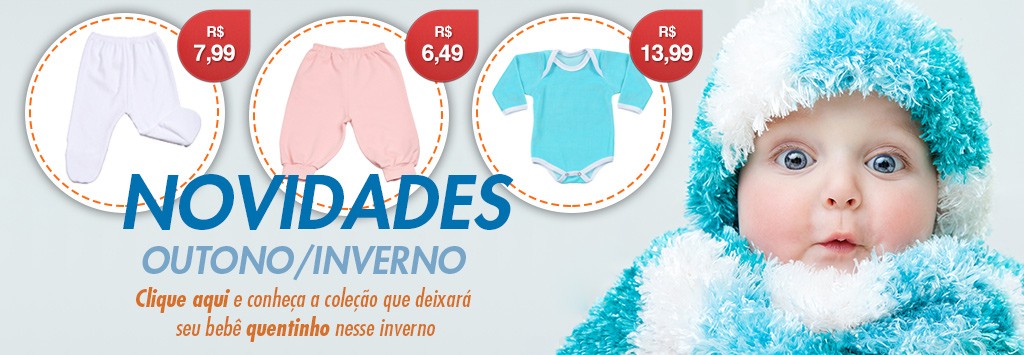 R$
7,99
R$
6,49
R$
13,99
NOVIDADES
OUTONO/INVERNO
Clique aqui e conheça a coleção que deixará
seu bebê quentinho nesse inverno